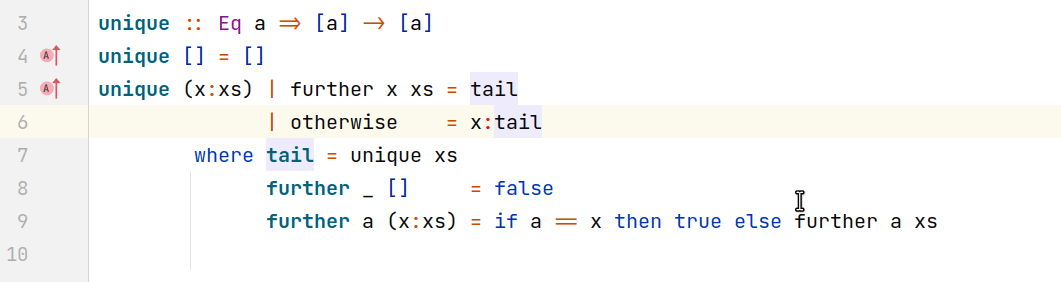 3 unique :: Eq a => [a] -> [a]
4 A unique [] = []
5 A unique (x:xs) | further x xs = tail
6 | otherwise = x:tail
7 where tail = unique xs
8 further _ [] = false
9 further a (x:xs) = if a == x then true else further a xs
10